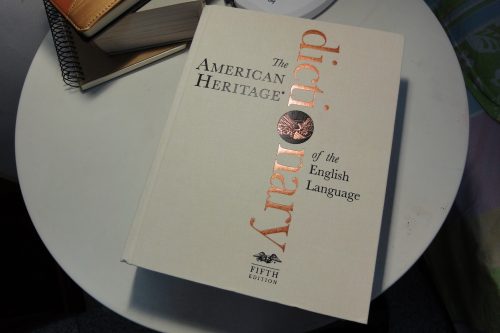 The
AMERICAN
HERITAGE®
dictionary
of the
English
Language
FIFTH
EDITION